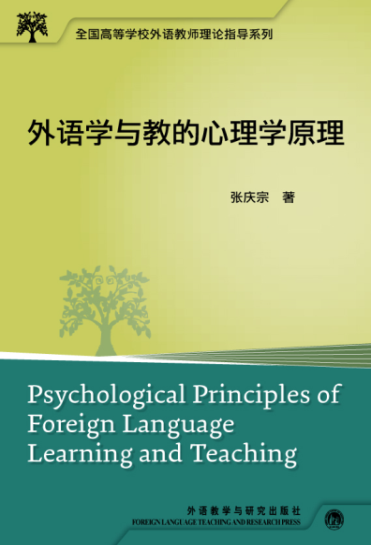 全国高等学校外语教师理论指导系列
外语学与教的心理学原理
张庆宗 著
Psychological Principles of
Foreign Language
Learning and Teaching
外语教学与研究出版社
FOREIGN LANGUAGE TEACHING AND RESEARCH PRESS